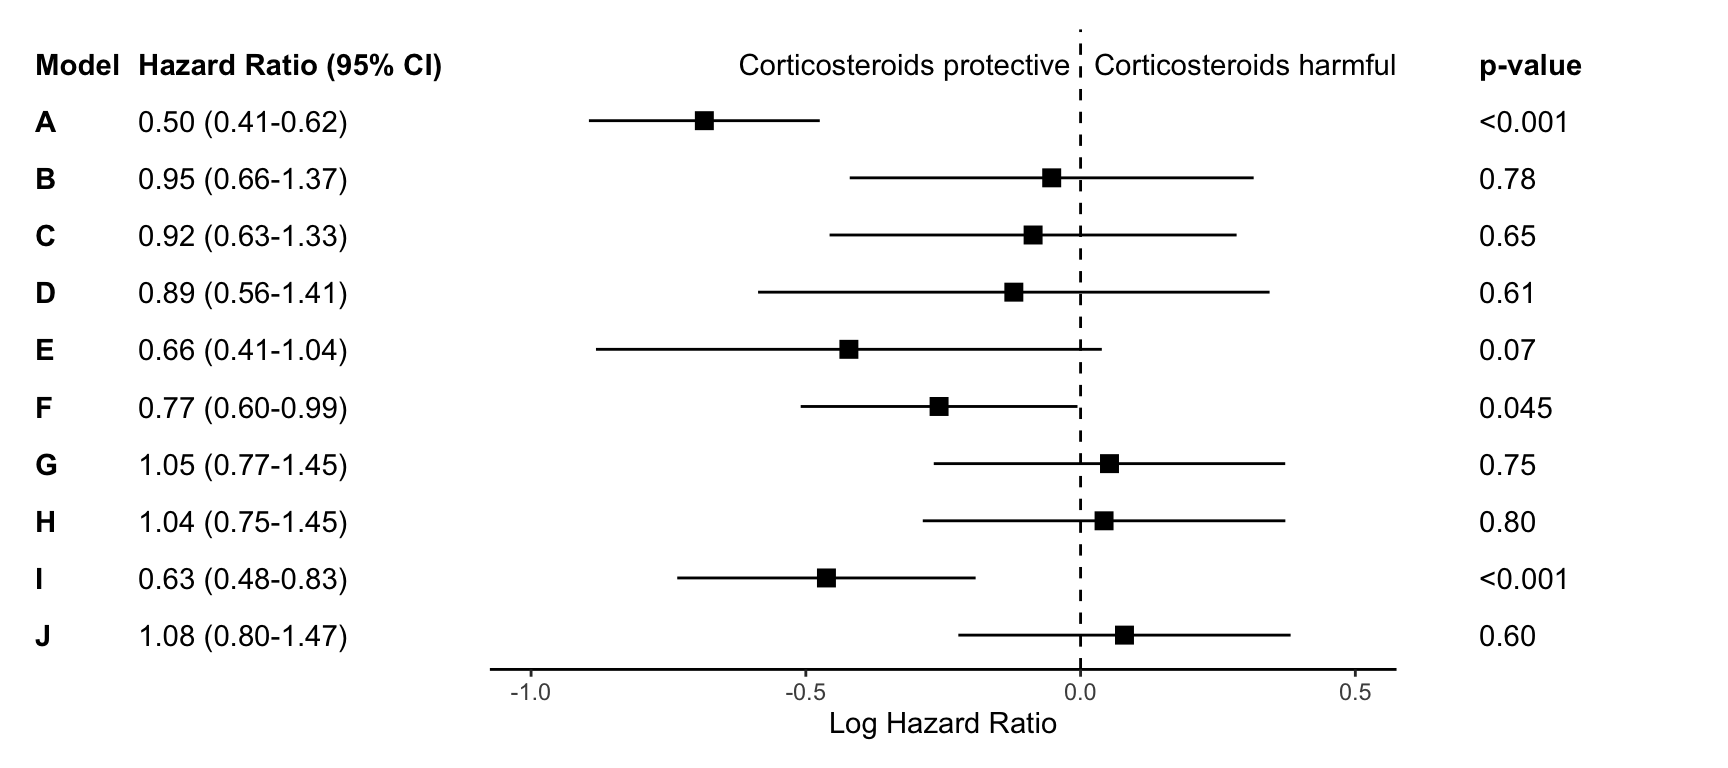 Model Hazard Ratio (95% CI) Corticosteroids protective Corticosteroids harmful p-value
A 0.50 (0.41-0.62) <0.001
B 0.95 (0.66-1.37) 0.78
C 0.92 (0.63-1.33) 0.65
D 0.89 (0.56-1.41) 0.61
E 0.66 (0.41-1.04) 0.07
F 0.77 (0.60-0.99) 0.045
G 1.05 (0.77-1.45) 0.75
H 1.04 (0.75-1.45) 0.80
I 0.63 (0.48-0.83) <0.001
J 1.08 (0.80-1.47) 0.60
-1.0 -0.5 0.0 0.5
Log Hazard Ratio